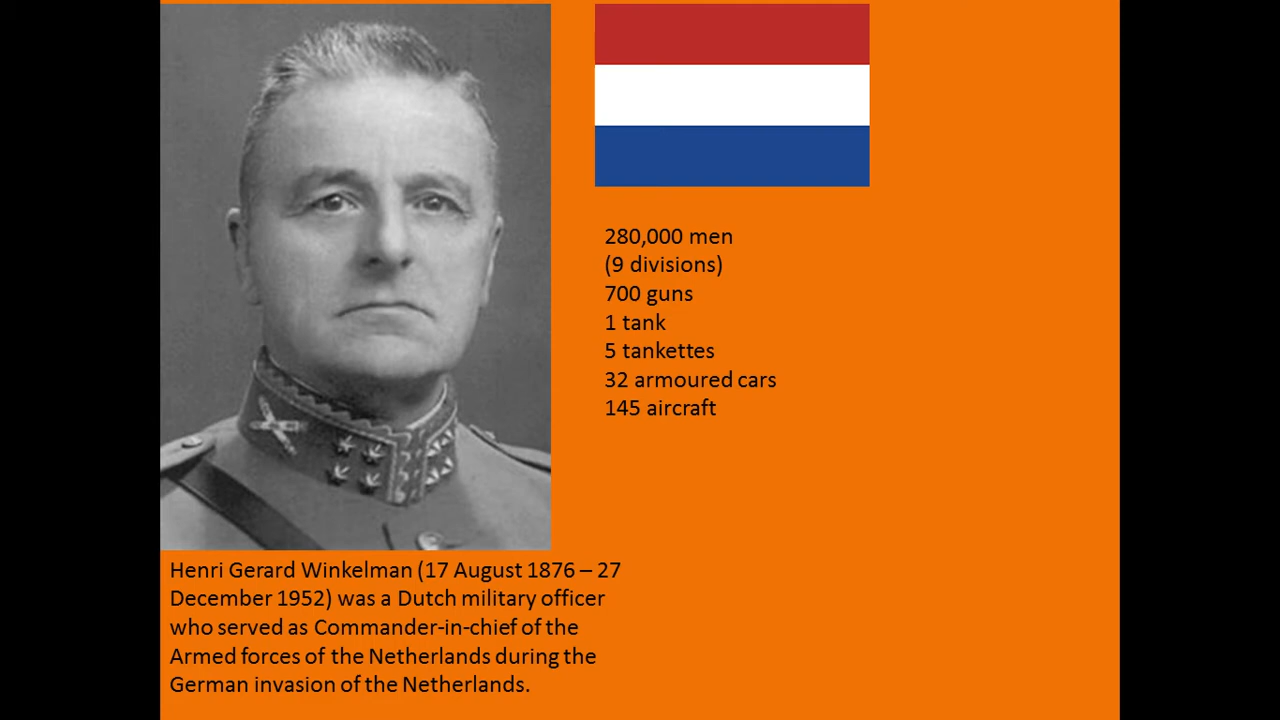 280,000 men
(9 divisions)
700 guns
1 tank
5 tankettes
32 armoured cars
145 aircraft
Henri Gerard Winkelman (17 August 1876 – 27
December 1952) was a Dutch military officer
who served as Commander-in-chief of the
Armed forces of the Netherlands during the
German invasion of the Netherlands.